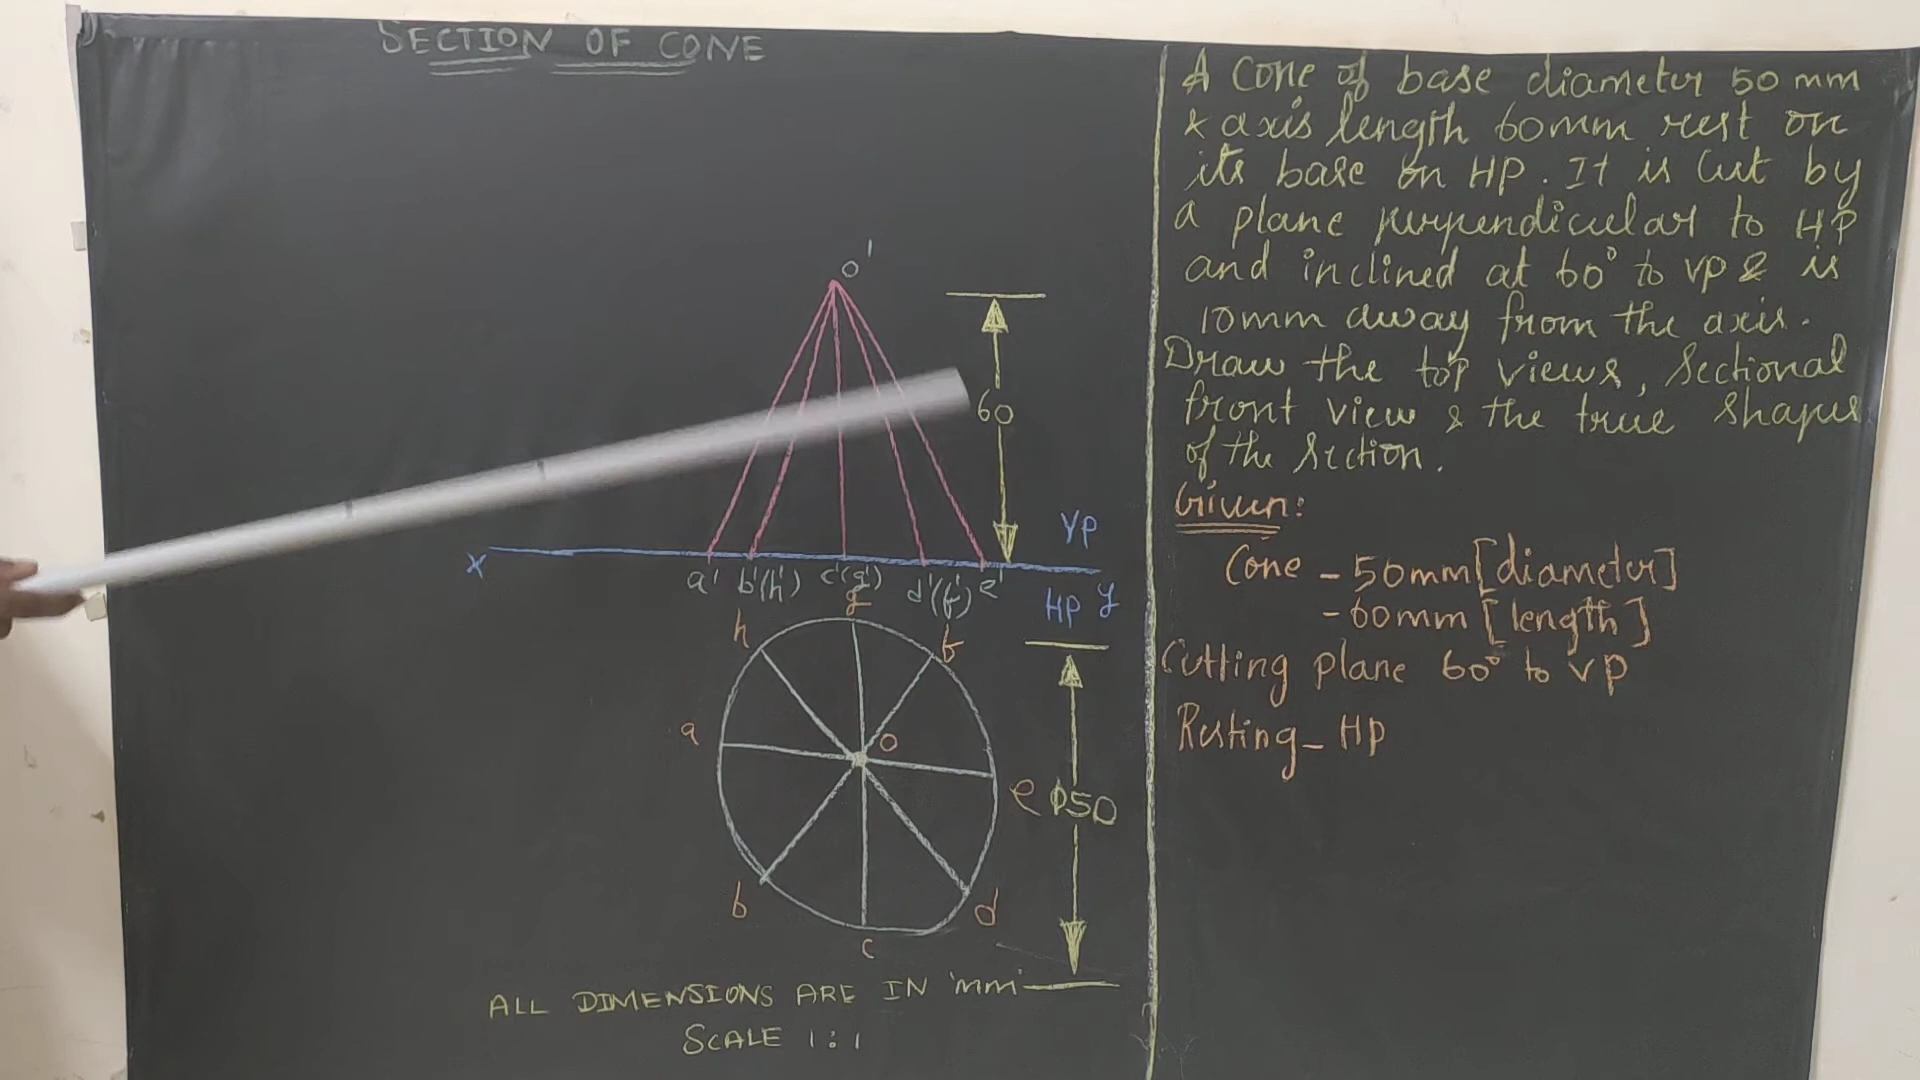 SECTION OF CONE
A Cone of base diameter 50 mm
& axis length 60mm rest on
its base on HP. It is Cut by
a plane perpendicular to HP
and inclined at 60° to VP & is
10mm away from the axis.
Draw the top views, Sectional
front view & the true shapes
of the Section.
Given:
Cone - 50mm [diameter]
- 60mm [length]
Cutting plane 60° to VP
Resting - HP
o'
60
VP
X
a' b'(h') c'(g') d'(f') e'
HP y
g
h f
a o
e ϕ50
b d
c
ALL DIMENSIONS ARE IN 'mm'
SCALE 1:1